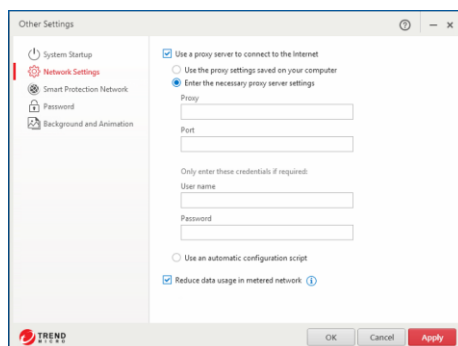 Other Settings
System Startup
Network Settings
Smart Protection Network
Password
Background and Animation
Use a proxy server to connect to the Internet
Use the proxy settings saved on your computer
Enter the necessary proxy server settings
Proxy
Port
Only enter these credentials if required:
User name
Password
Use an automatic configuration script
Reduce data usage in metered network
TREND
MICRO
OK
Cancel
Apply